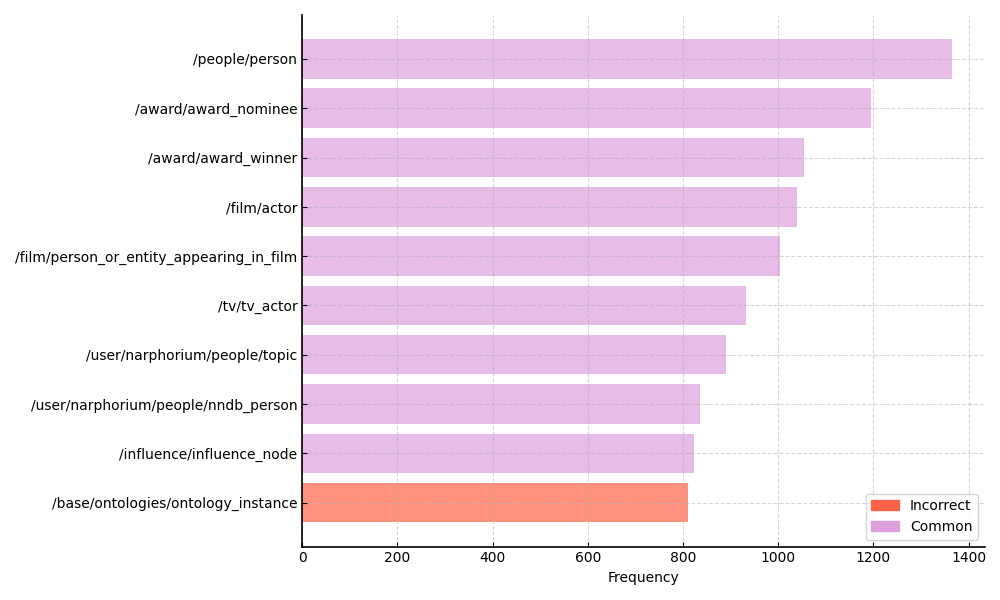 /people/person
/award/award_nominee
/award/award_winner
/film/actor
/film/person_or_entity_appearing_in_film
/tv/tv_actor
/user/narphorium/people/topic
/user/narphorium/people/nndb_person
/influence/influence_node
/base/ontologies/ontology_instance
Incorrect
Common
0 200 400 600 800 1000 1200 1400
Frequency